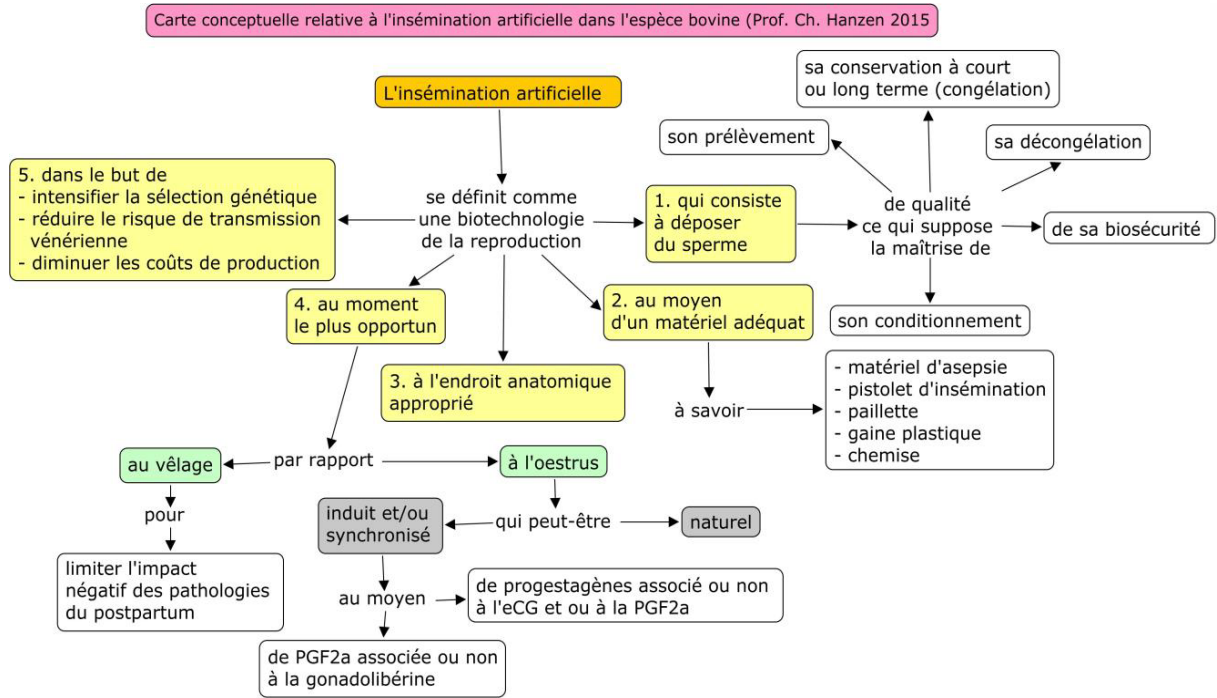 Carte conceptuelle relative à l'insémination artificielle dans l'espèce bovine (Prof. Ch. Hanzen 2015
L'insémination artificielle
sa conservation à court
ou long terme (congélation)
son prélèvement
sa décongélation
5. dans le but de
- intensifier la sélection génétique
- réduire le risque de transmission
vénérienne
- diminuer les coûts de production
se définit comme
une biotechnologie
de la reproduction
1. qui consiste
à déposer
du sperme
de qualité
ce qui suppose
la maîtrise de
de sa biosécurité
4. au moment
le plus opportun
2. au moyen
d'un matériel adéquat
son conditionnement
3. à l'endroit anatomique
approprié
à savoir
- matériel d'asepsie
- pistolet d'insémination
- paillette
- gaine plastique
- chemise
au vêlage
par rapport
à l'oestrus
pour
induit et/ou
synchronisé
qui peut-être
naturel
limiter l'impact
négatif des pathologies
du postpartum
au moyen
de progestagènes associé ou non
à l'eCG et ou à la PGF2a
de PGF2a associée ou non
à la gonadolibérine